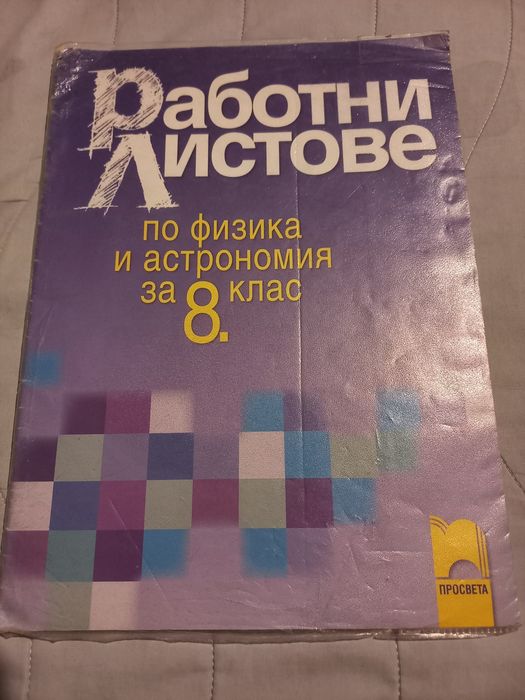 Работни
Листове
по физика
и астрономия
за 8. клас
ПРОСВЕТА